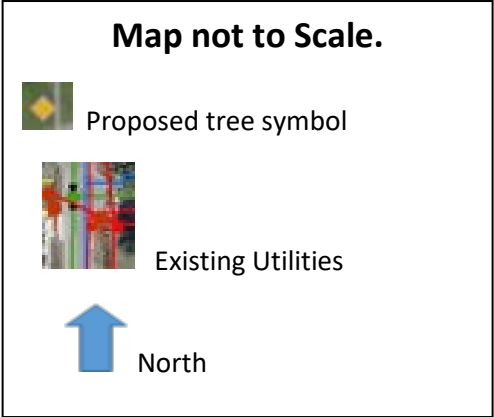 Map not to Scale.
Proposed tree symbol
Existing Utilities
North